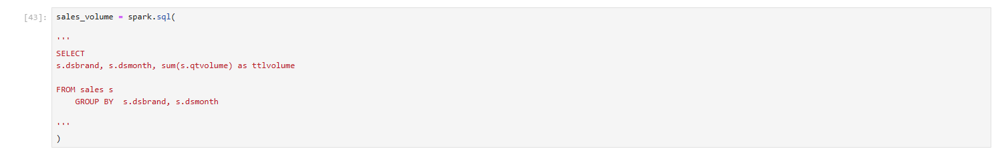 [43]: sales_volume = spark.sql(
'''
SELECT
s.dsbrand, s.dsmonth, sum(s.qtvolume) as ttlvolume
FROM sales s
GROUP BY  s.dsbrand, s.dsmonth
'''
)